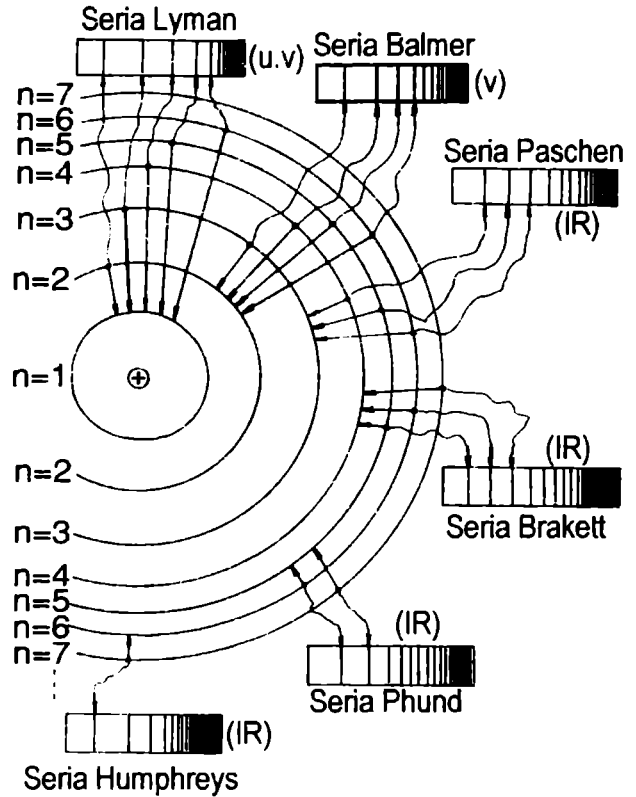 Seria Lyman
(u.v)
Seria Balmer
(v)
n=7
n=6
n=5
n=4
n=3
n=2
n=1
n=2
n=3
n=4
n=5
n=6
n=7
Seria Paschen
(IR)
(IR)
Seria Brakett
(IR)
Seria Phund
(IR)
Seria Humphreys